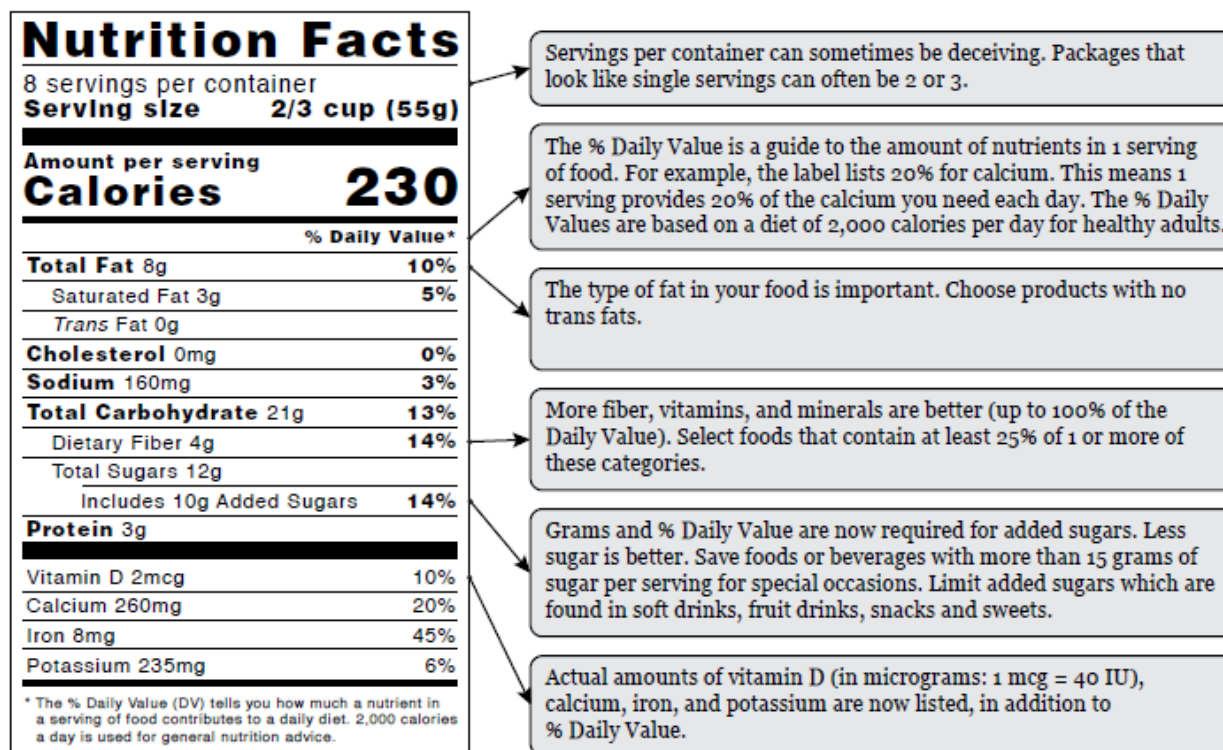 Nutrition Facts
8 servings per container
Serving size 2/3 cup (55g)
Amount per serving
Calories 230
% Daily Value*
Total Fat 8g 10%
Saturated Fat 3g 5%
Trans Fat 0g
Cholesterol 0mg 0%
Sodium 160mg 3%
Total Carbohydrate 21g 13%
Dietary Fiber 4g 14%
Total Sugars 12g
Includes 10g Added Sugars 14%
Protein 3g
Vitamin D 2mcg 10%
Calcium 260mg 20%
Iron 8mg 45%
Potassium 235mg 6%
* The % Daily Value (DV) tells you how much a nutrient in
a serving of food contributes to a daily diet. 2,000 calories
a day is used for general nutrition advice.
Servings per container can sometimes be deceiving. Packages that
look like single servings can often be 2 or 3.
The % Daily Value is a guide to the amount of nutrients in 1 serving
of food. For example, the label lists 20% for calcium. This means 1
serving provides 20% of the calcium you need each day. The % Daily
Values are based on a diet of 2,000 calories per day for healthy adults.
The type of fat in your food is important. Choose products with no
trans fats.
More fiber, vitamins, and minerals are better (up to 100% of the
Daily Value). Select foods that contain at least 25% of 1 or more of
these categories.
Grams and % Daily Value are now required for added sugars. Less
sugar is better. Save foods or beverages with more than 15 grams of
sugar per serving for special occasions. Limit added sugars which are
found in soft drinks, fruit drinks, snacks and sweets.
Actual amounts of vitamin D (in micrograms: 1 mcg = 40 IU),
calcium, iron, and potassium are now listed, in addition to
% Daily Value.